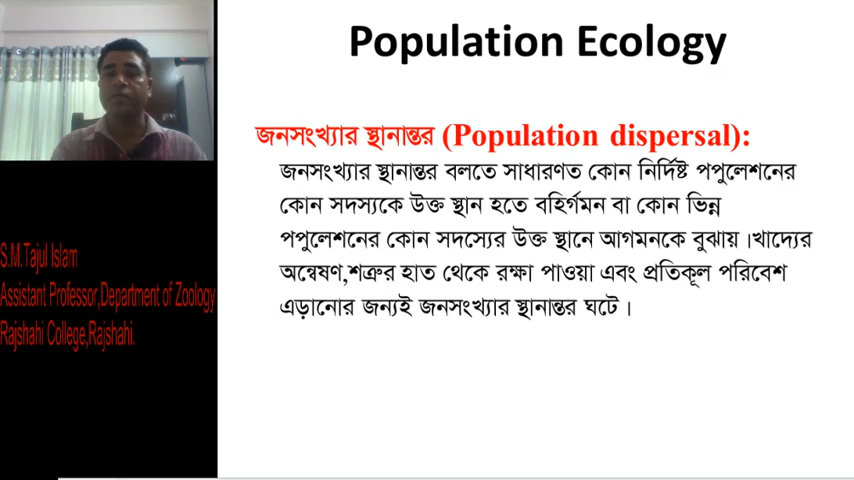 Population Ecology
জনসংখ্যার স্থানান্তর (Population dispersal):
জনসংখ্যার স্থানান্তর বলতে সাধারণত কোন নির্দিষ্ট পপুলেশনের
কোন সদস্যকে উক্ত স্থান হতে বহির্গমন বা কোন ভিন্ন
পপুলেশনের কোন সদস্যের উক্ত স্থানে আগমনকে বুঝায় ।খাদ্যের
অন্বেষণ,শত্রুর হাত থেকে রক্ষা পাওয়া এবং প্রতিকূল পরিবেশ
এড়ানোর জন্যই জনসংখ্যার স্থানান্তর ঘটে ।
S.M.Tajul Islam
Assistant Professor,Department of Zoology
Rajshahi College,Rajshahi.